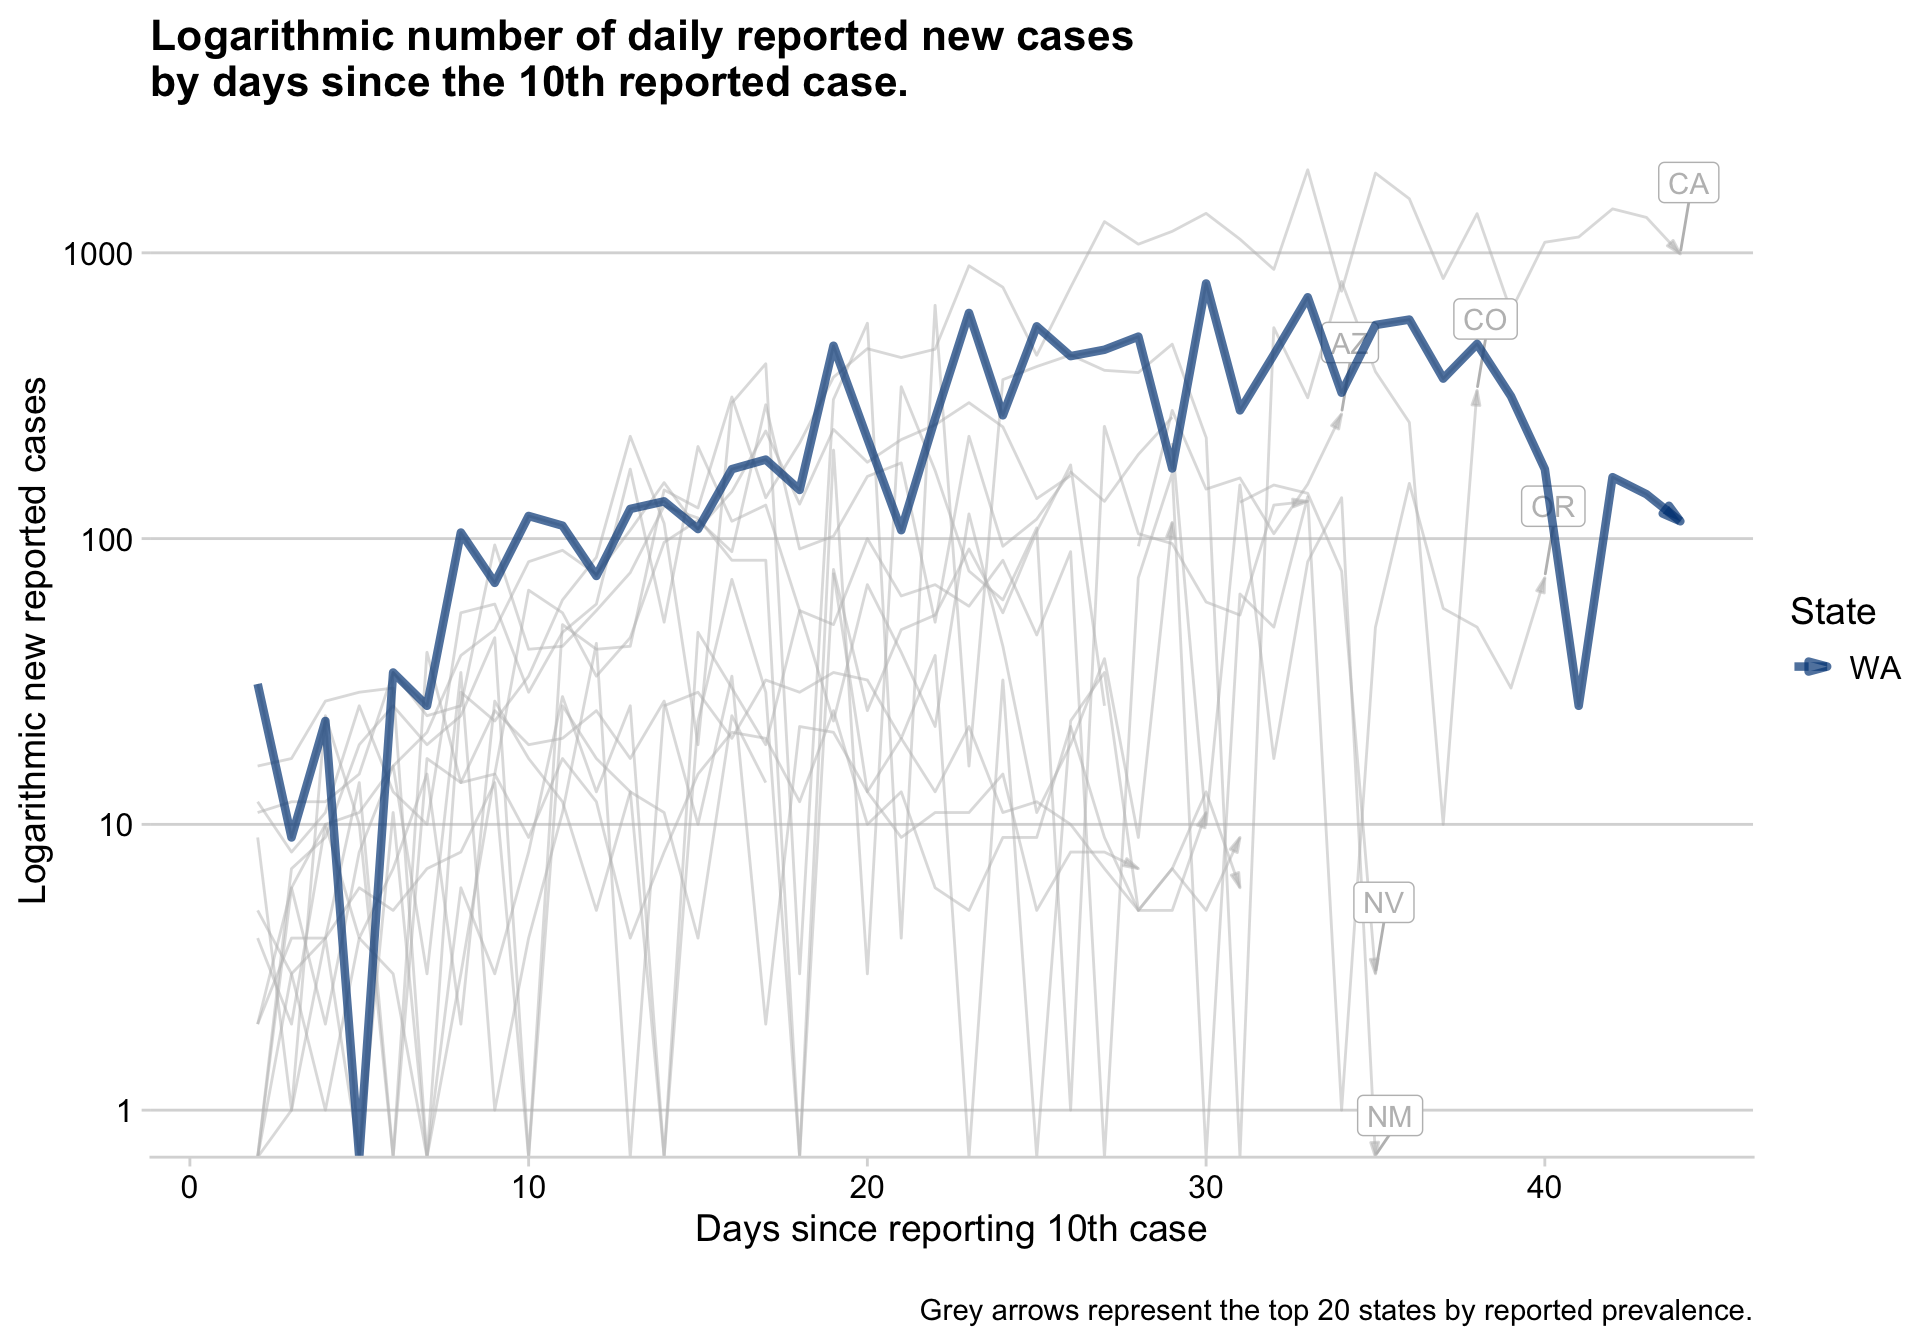 Logarithmic number of daily reported new cases
by days since the 10th reported case.
Logarithmic new reported cases
1000
100
10
1
CA
CO
AZ
OR
NV
NM
State
WA
0
10
20
30
40
Days since reporting 10th case
Grey arrows represent the top 20 states by reported prevalence.